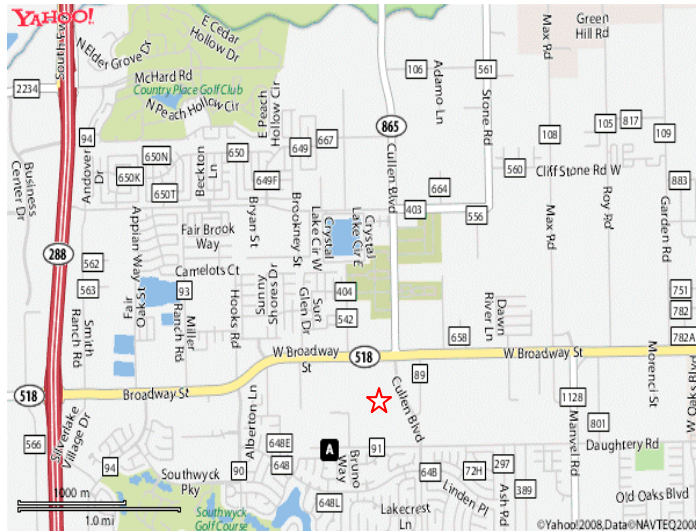 YAHOO!
South Fwy
E Cedar
Hollow Dr
N Elder Grove Dr
McHard Rd
Country Place Golf Club
N Peach Hollow Cir
E Peach
Hollow Cir
2234
94
Andover
Dr
Business
Center Dr
650N
650K
650T
Beckton
Ln
650
649F
649
667
Bryan St
Brookney St
Appian Way
Fair Brook
Way
Camelots Ct
Crystal
Lake Cir W
Crystal
Lake Cir E
288
562
563
Fair
Oak St
93
Miller
Ranch Rd
Smith
Ranch Rd
Hooks Rd
Sunny
Shores Dr
Sun
Glen Dr
404
542
865
Cullen Blvd
106
Adamo Ln
561
Stone Rd
664
403
556
560
Cliff Stone Rd W
Max Rd
Green
Hill Rd
108
105
817
109
883
Max Rd
Roy Rd
Garden Rd
751
782
782A
Dawn
River Ln
658
W Broadway
St
518
W Broadway St
518
Broadway St
89
Cullen Blvd
Morenci St
W Oaks Blvd
1128
801
Manvel Rd
Daughtery Rd
566
Silverlake
Village Dr
94
Alberton Ln
90
648E
648
A
Bruno
Way
91
648L
64B
72H
297
389
Ash Rd
Linden Pl
Southwyck
Pky
Southwyck
Golf Course
Lakecrest
Ln
Old Oaks Blvd
1000 m
1.0 mi
©Yahoo!2008,Data©NAVTEQ2008